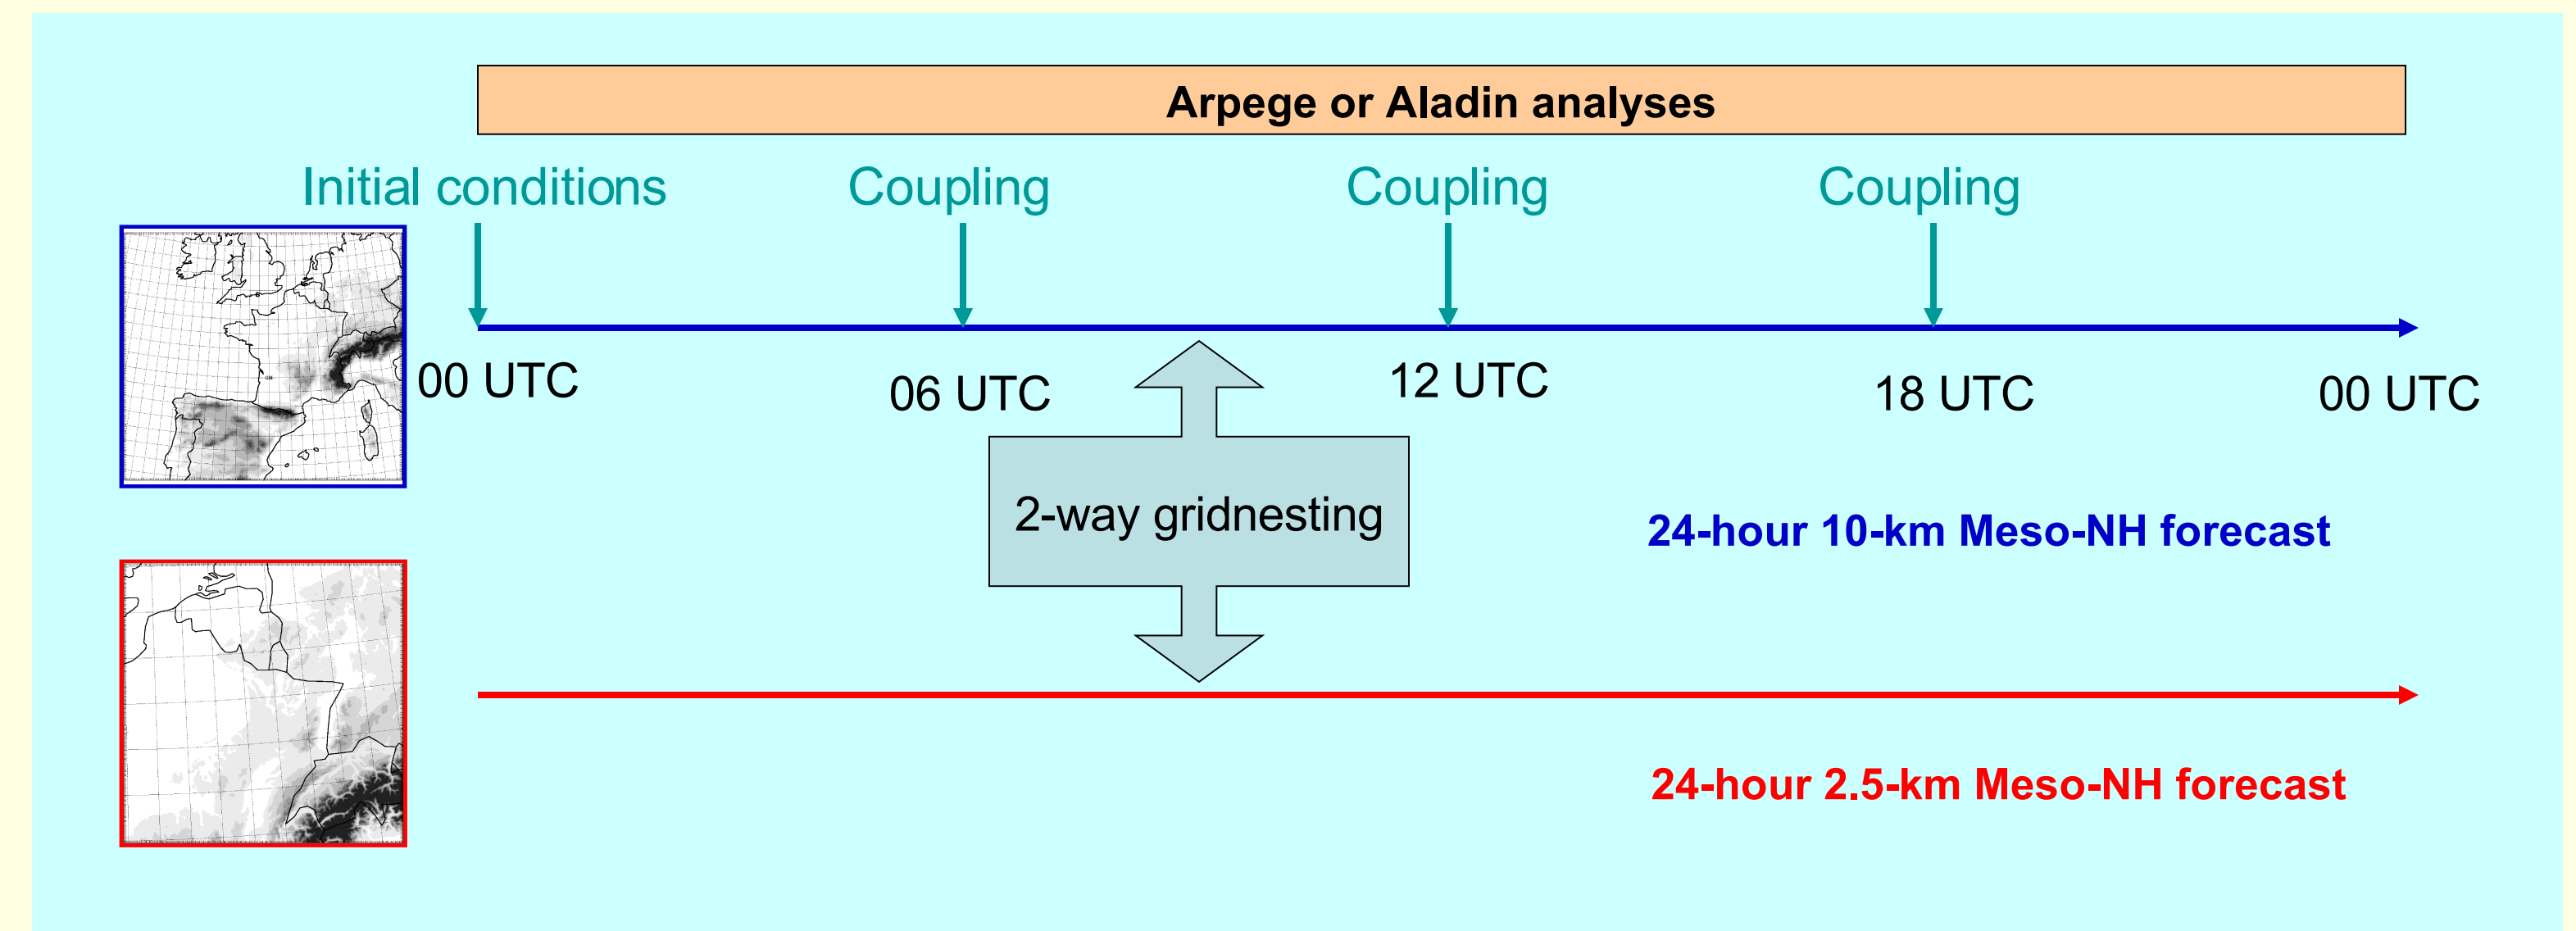 Arpege or Aladin analyses
Initial conditions
Coupling
Coupling
Coupling
00 UTC
06 UTC
12 UTC
18 UTC
00 UTC
2-way gridnesting
24-hour 10-km Meso-NH forecast
24-hour 2.5-km Meso-NH forecast